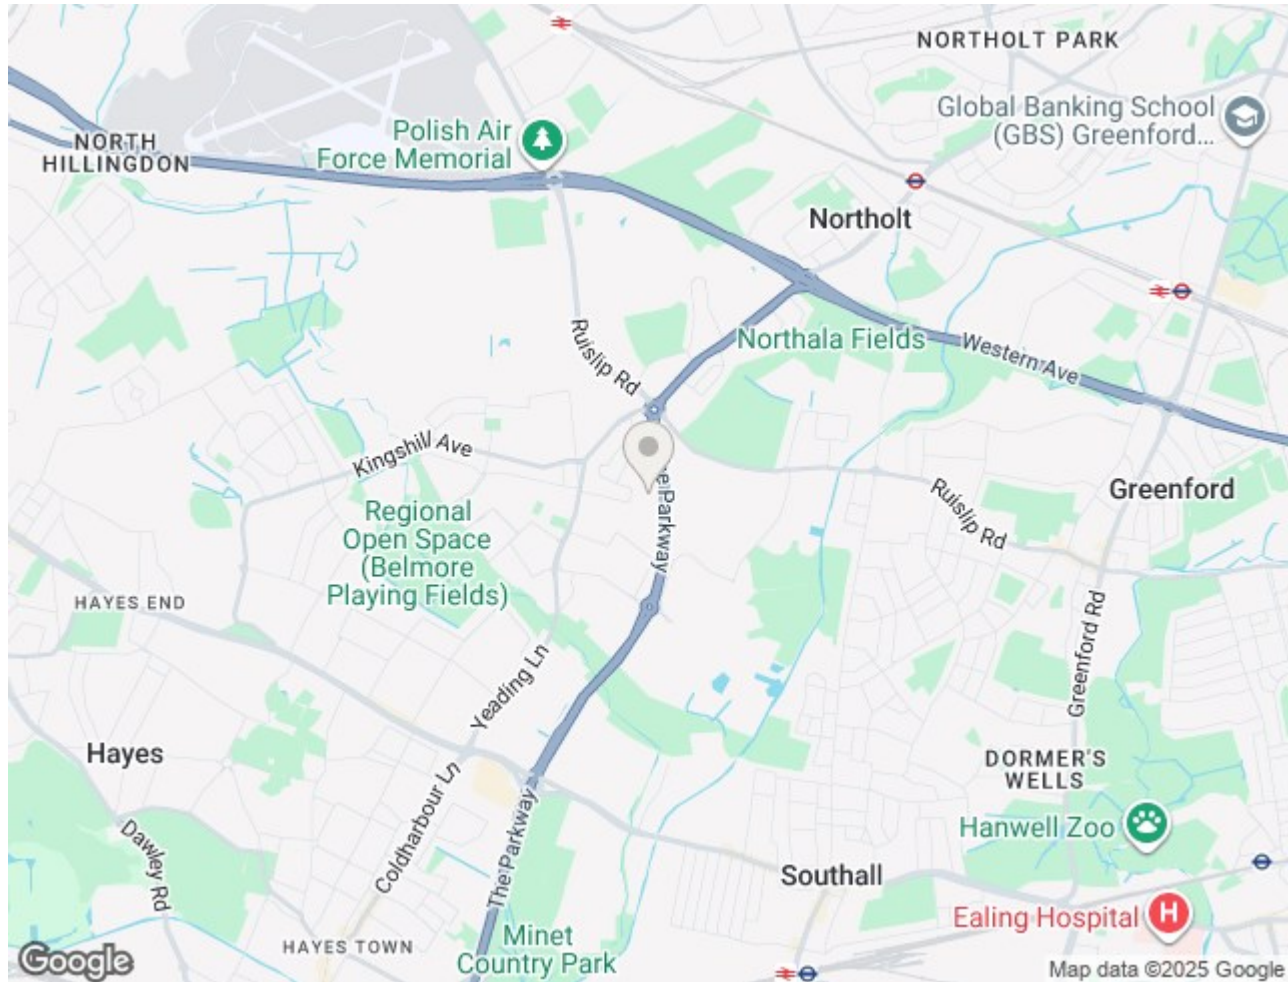 NORTHOLT PARK
Global Banking School
(GBS) Greenford...
NORTH
HILLINGDON
Polish Air
Force Memorial
Northolt
Ruislip Rd
Northala Fields
Western Ave
Kingshill Ave
The Parkway
Greenford
Ruislip Rd
Regional
Open Space
(Belmore
Playing Fields)
HAYES END
Greenford Rd
Yeading Ln
Hayes
DORMER'S
WELLS
Coldharbour Ln
The Parkway
Hanwell Zoo
Dawley Rd
Southall
Ealing Hospital
H
HAYES TOWN
Minet
Country Park
Google
Map data ©2025 Google